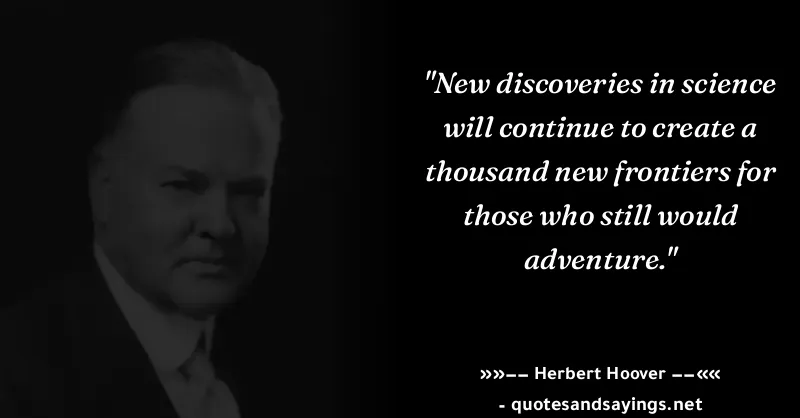 "New discoveries in science
will continue to create a
thousand new frontiers for
those who still would
adventure."
»»−− Herbert Hoover −−««
- quotesandsayings.net